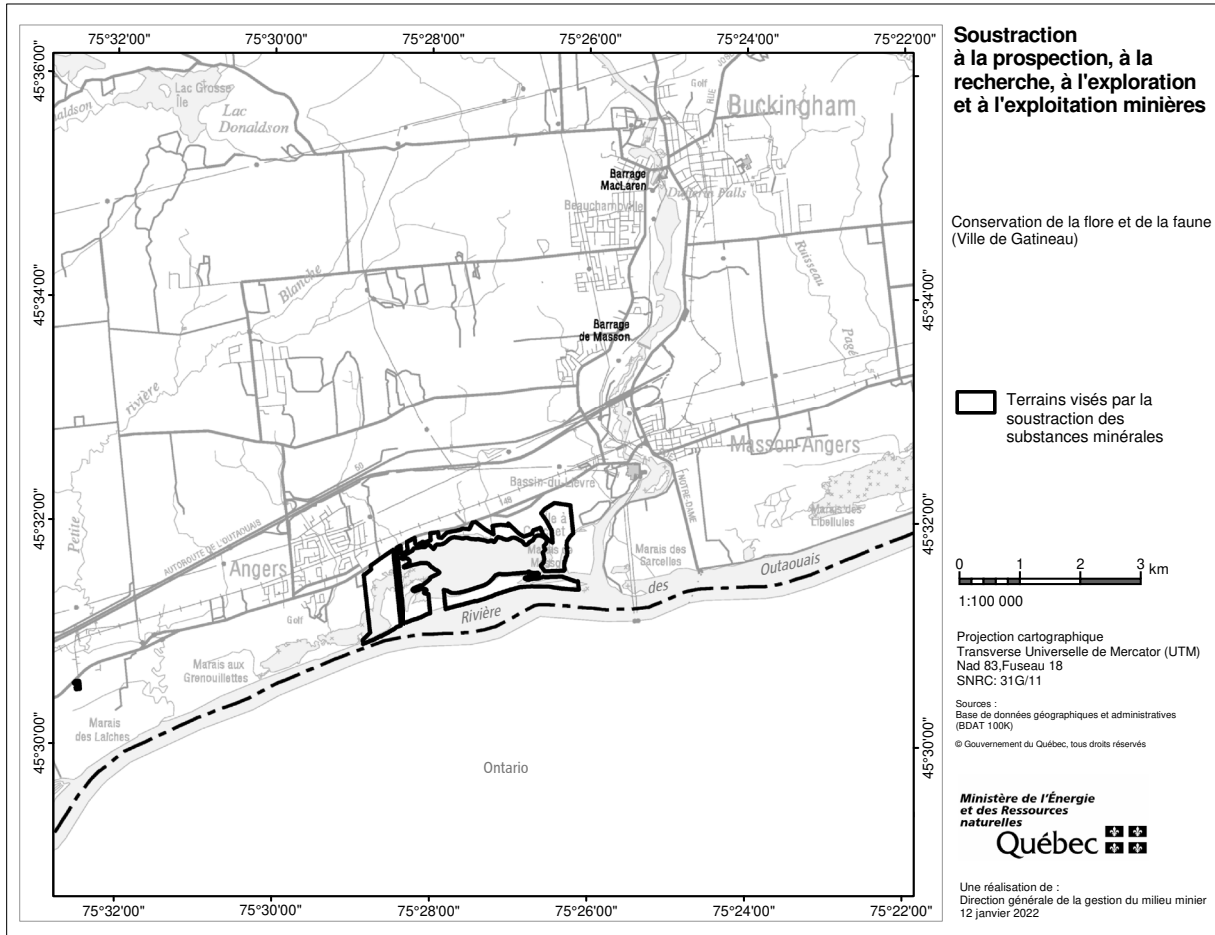 75°32'00" 75°30'00" 75°28'00" 75°26'00" 75°24'00" 75°22'00"
45°36'00"
45°34'00"
45°32'00"
45°30'00"
Lac Grosse
Île
Lac
Donaldson
Golf
RUE
Buckingham
Barrage
MacLaren
Dufferin Falls
Beauchampville
Blanche
Ruisseau
Pagé
Barrage
de Masson
rivière
Petite
Masson-Angers
50
148
Bassin-du-Lièvre
NOTRE-DAME
Marais des
Libellules
AUTOROUTE DE L'OUTAOUAIS
Angers
Marais des
Sarcelles
Golf
Rivière
des
Outaouais
Marais aux
Grenouillettes
Marais
des Laîches
Ontario
45°34'00"
45°32'00"
45°30'00"
75°32'00" 75°30'00" 75°28'00" 75°26'00" 75°24'00" 75°22'00"
Soustraction
à la prospection, à la
recherche, à l'exploration
et à l'exploitation minières
Conservation de la flore et de la faune
(Ville de Gatineau)
Terrains visés par la
soustraction des
substances minérales
0 1 2 3 km
1:100 000
Projection cartographique
Transverse Universelle de Mercator (UTM)
Nad 83,Fuseau 18
SNRC: 31G/11
Sources :
Base de données géographiques et administratives
(BDAT 100K)
© Gouvernement du Québec, tous droits réservés
Ministère de l'Énergie
et des Ressources
naturelles
Québec
Une réalisation de :
Direction générale de la gestion du milieu minier
12 janvier 2022